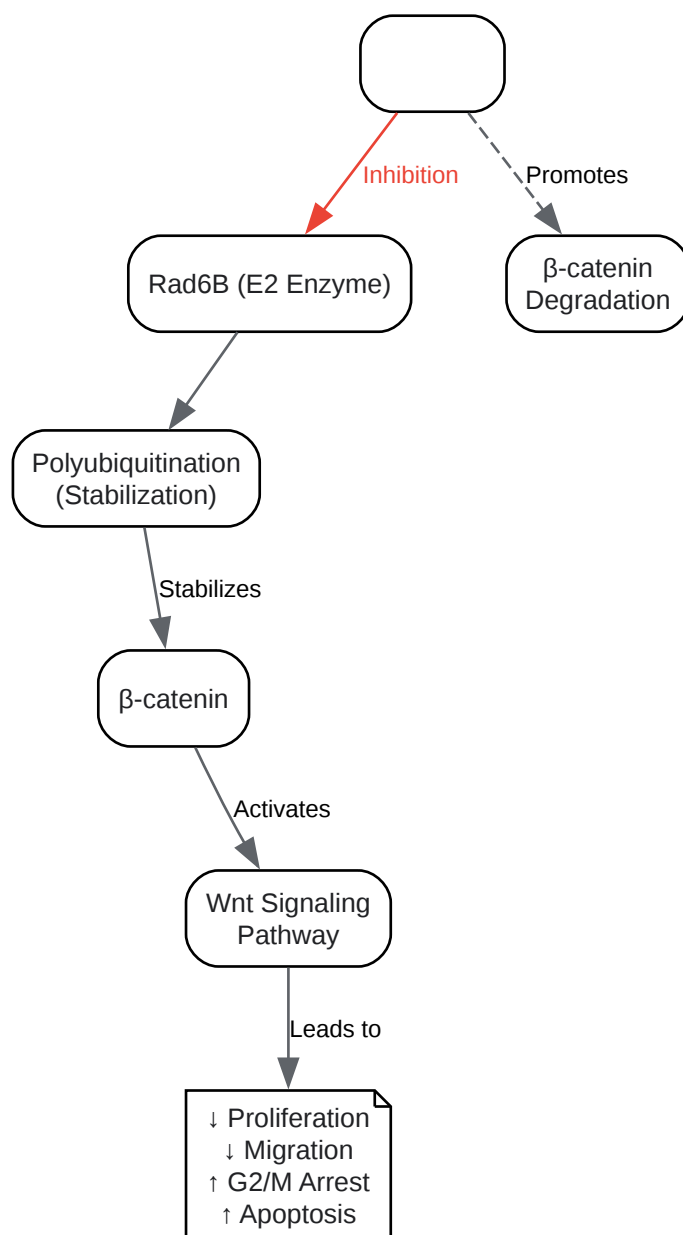 Inhibition
Promotes
Rad6B (E2 Enzyme)
β-catenin
Degradation
Polyubiquitination
(Stabilization)
Stabilizes
β-catenin
Activates
Wnt Signaling
Pathway
Leads to
↓ Proliferation
↓ Migration
↑ G2/M Arrest
↑ Apoptosis